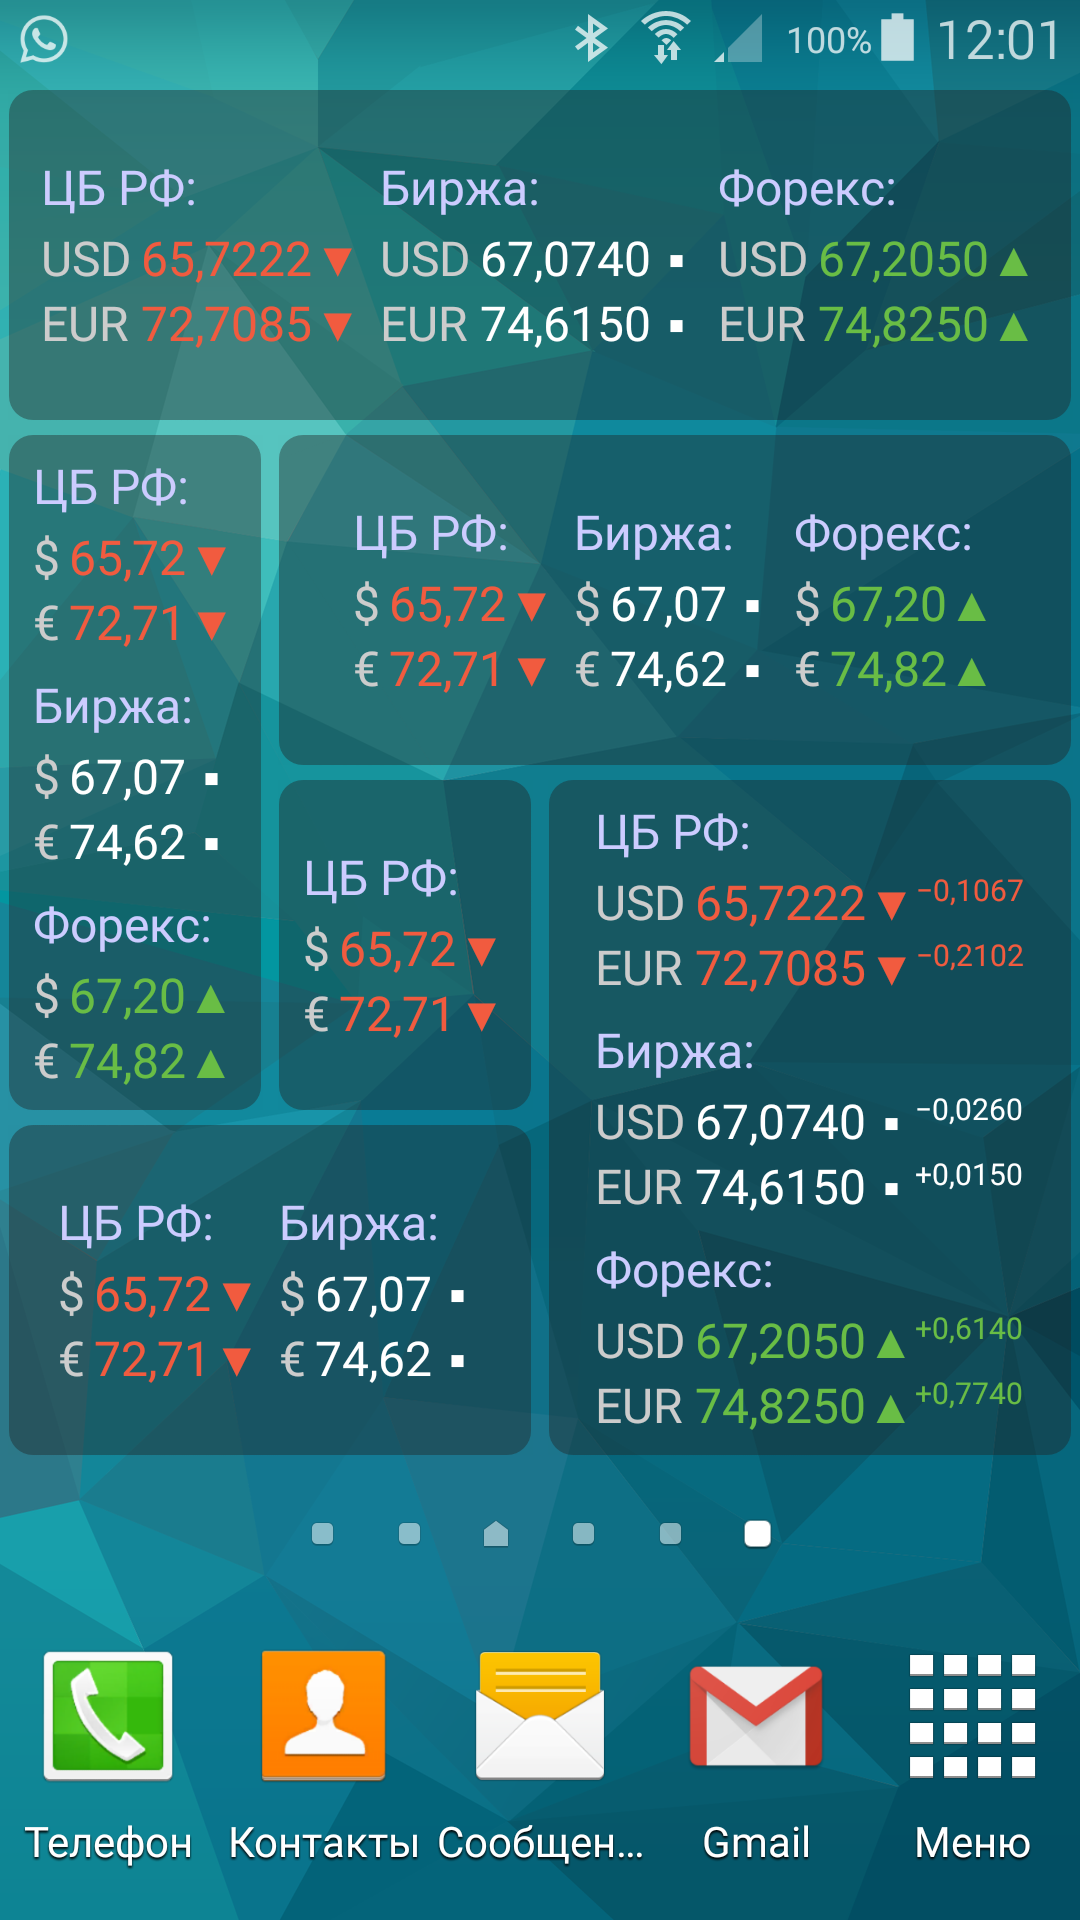 100% 12:01
ЦБ РФ: Биржа: Форекс:
USD 65,7222 ▼ USD 67,0740 ▪ USD 67,2050 ▲
EUR 72,7085 ▼ EUR 74,6150 ▪ EUR 74,8250 ▲
ЦБ РФ:
$ 65,72 ▼
€ 72,71 ▼
Биржа:
$ 67,07 ▪
€ 74,62 ▪
Форекс:
$ 67,20 ▲
€ 74,82 ▲
ЦБ РФ: Биржа: Форекс:
$ 65,72 ▼ $ 67,07 ▪ $ 67,20 ▲
€ 72,71 ▼ € 74,62 ▪ € 74,82 ▲
ЦБ РФ:
$ 65,72 ▼
€ 72,71 ▼
ЦБ РФ:
USD 65,7222 ▼ −0,1067
EUR 72,7085 ▼ −0,2102
Биржа:
USD 67,0740 ▪ −0,0260
EUR 74,6150 ▪ +0,0150
Форекс:
USD 67,2050 ▲ +0,6140
EUR 74,8250 ▲ +0,7740
ЦБ РФ: Биржа:
$ 65,72 ▼ $ 67,07 ▪
€ 72,71 ▼ € 74,62 ▪
Телефон Контакты Сообщен... Gmail Меню